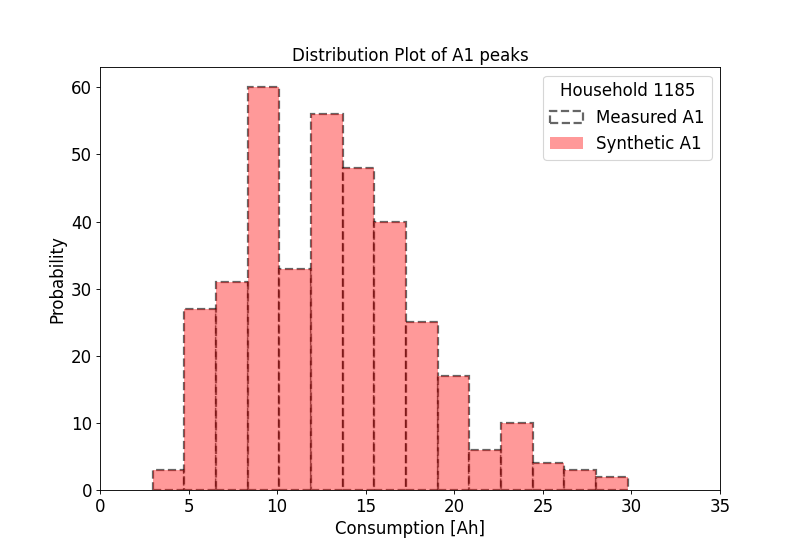 Distribution Plot of A1 peaks
Household 1185
Measured A1
Synthetic A1
Probability
60
50
40
30
20
10
0
0 5 10 15 20 25 30 35
Consumption [Ah]